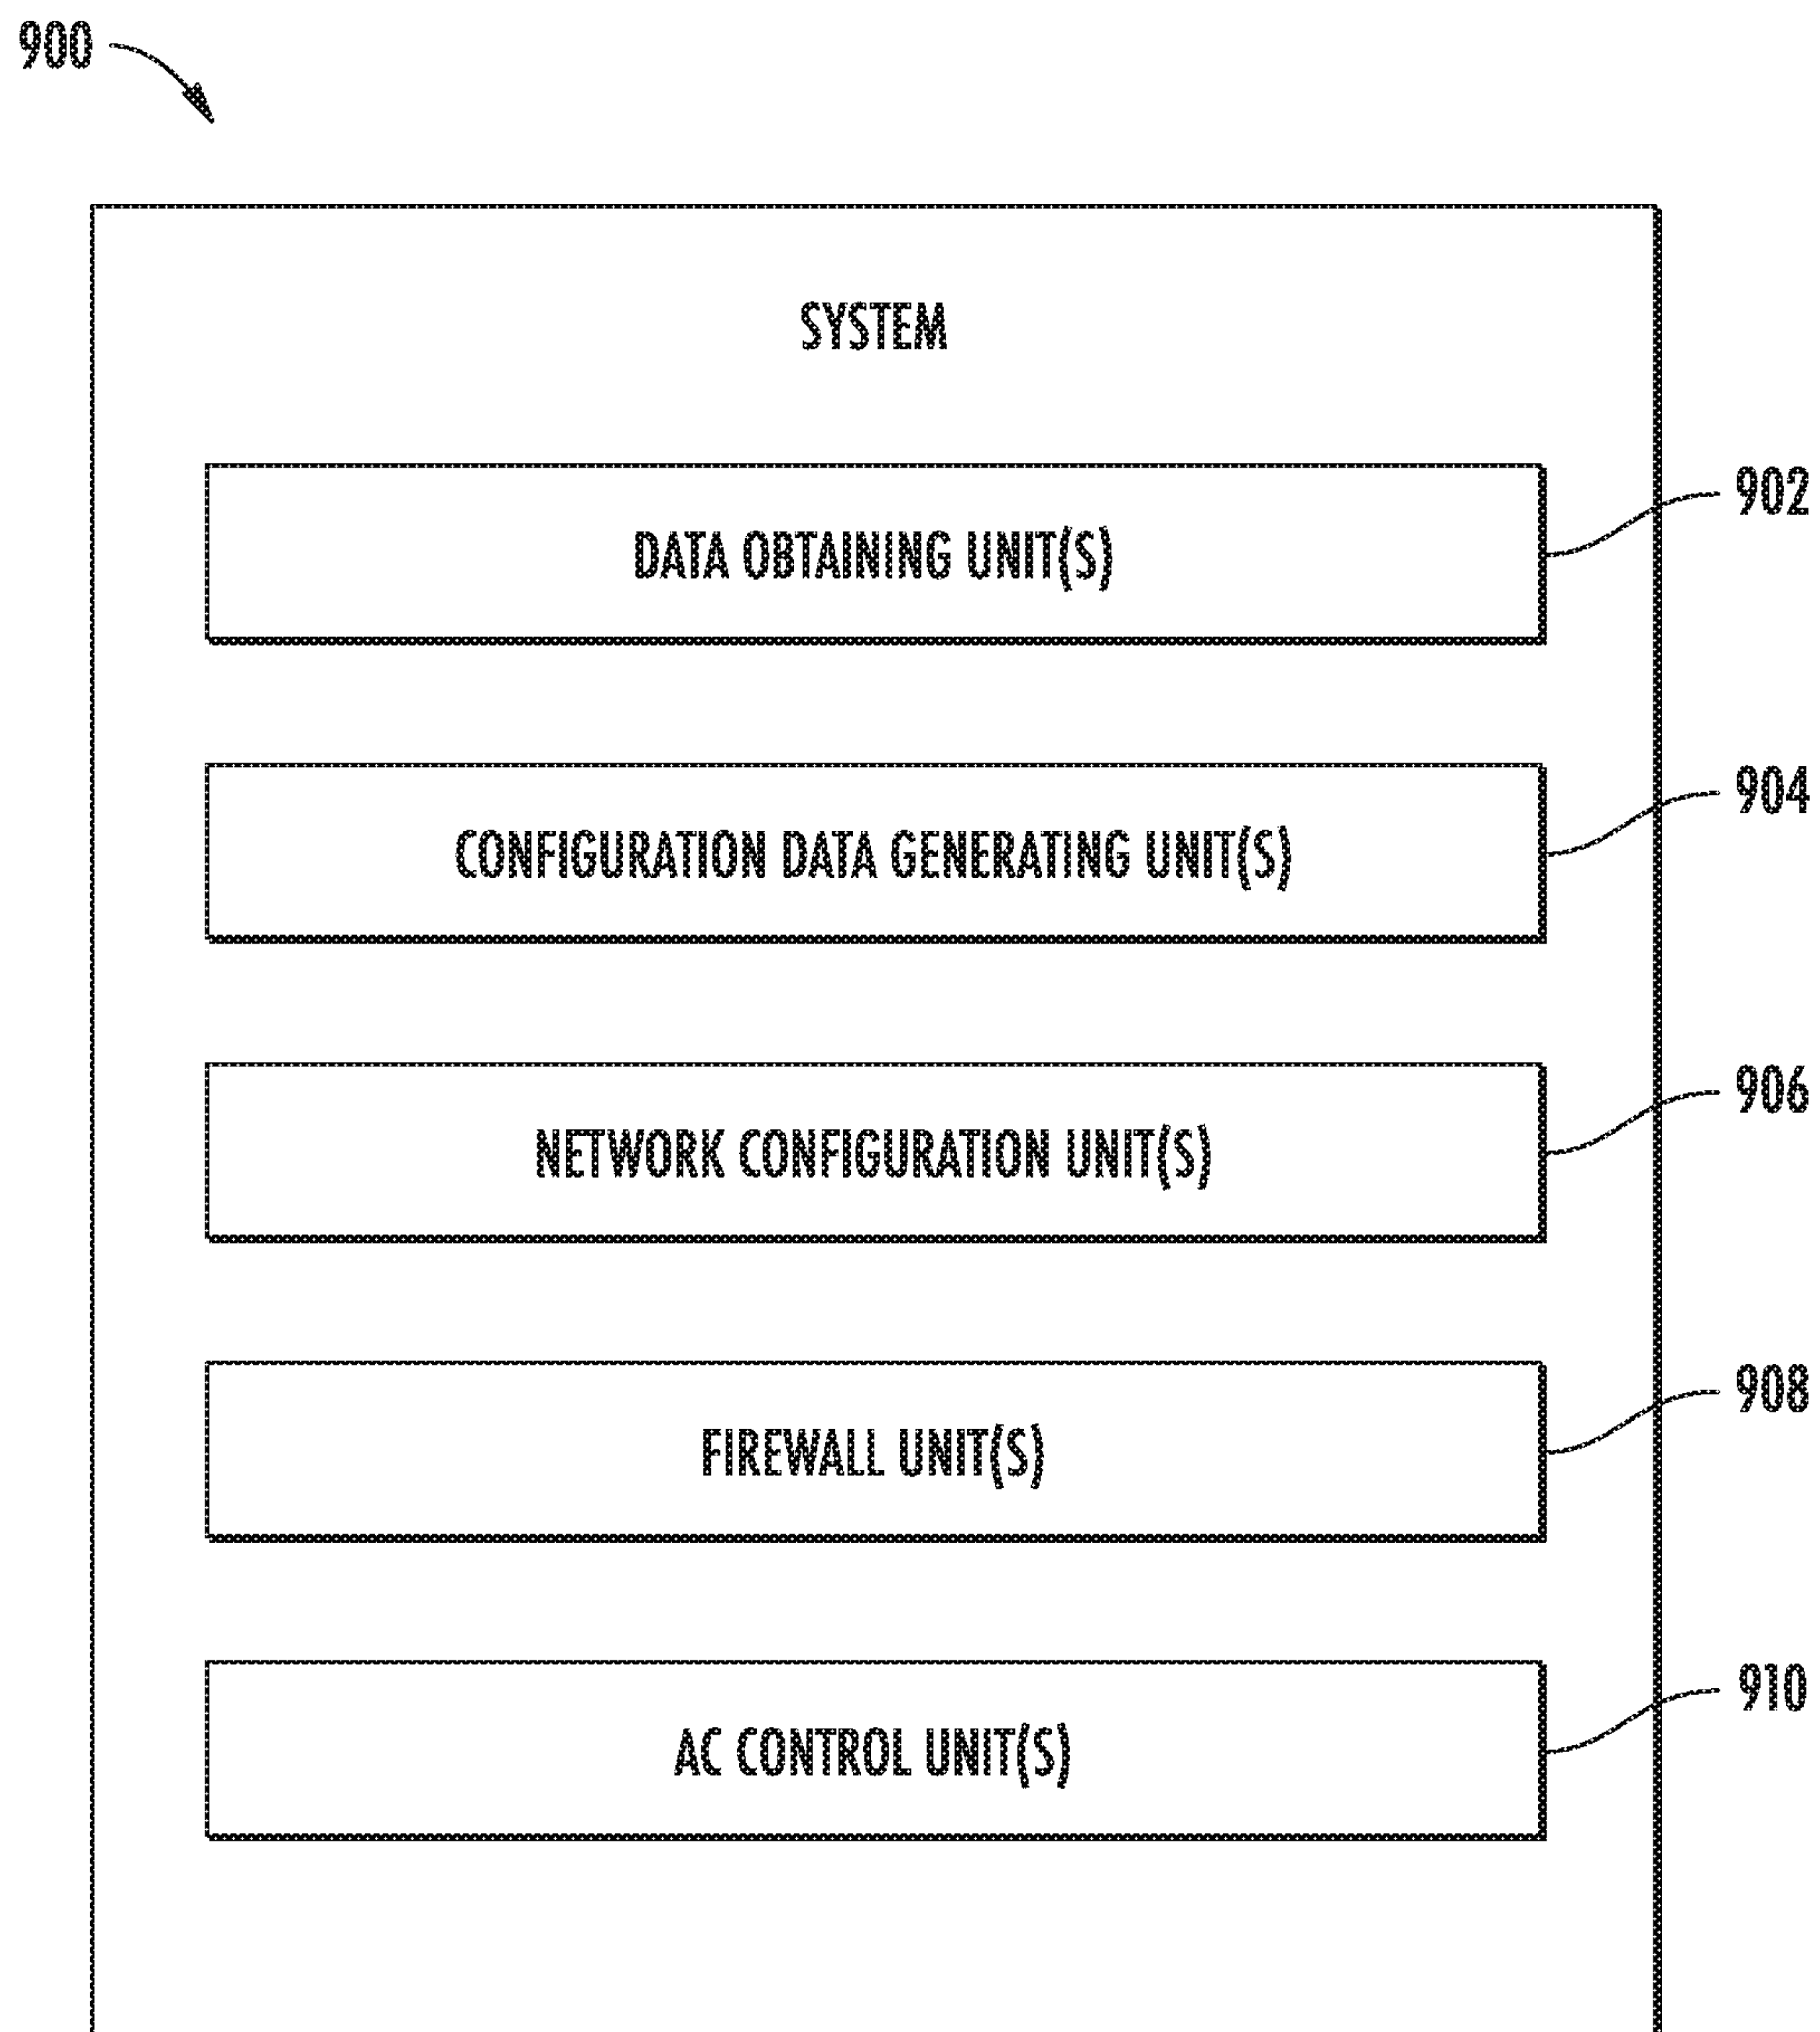 900
SYSTEM
DATA OBTAINING UNIT(S)
902
CONFIGURATION DATA GENERATING UNIT(S)
904
NETWORK CONFIGURATION UNIT(S)
906
FIREWALL UNIT(S)
908
AC CONTROL UNIT(S)
910